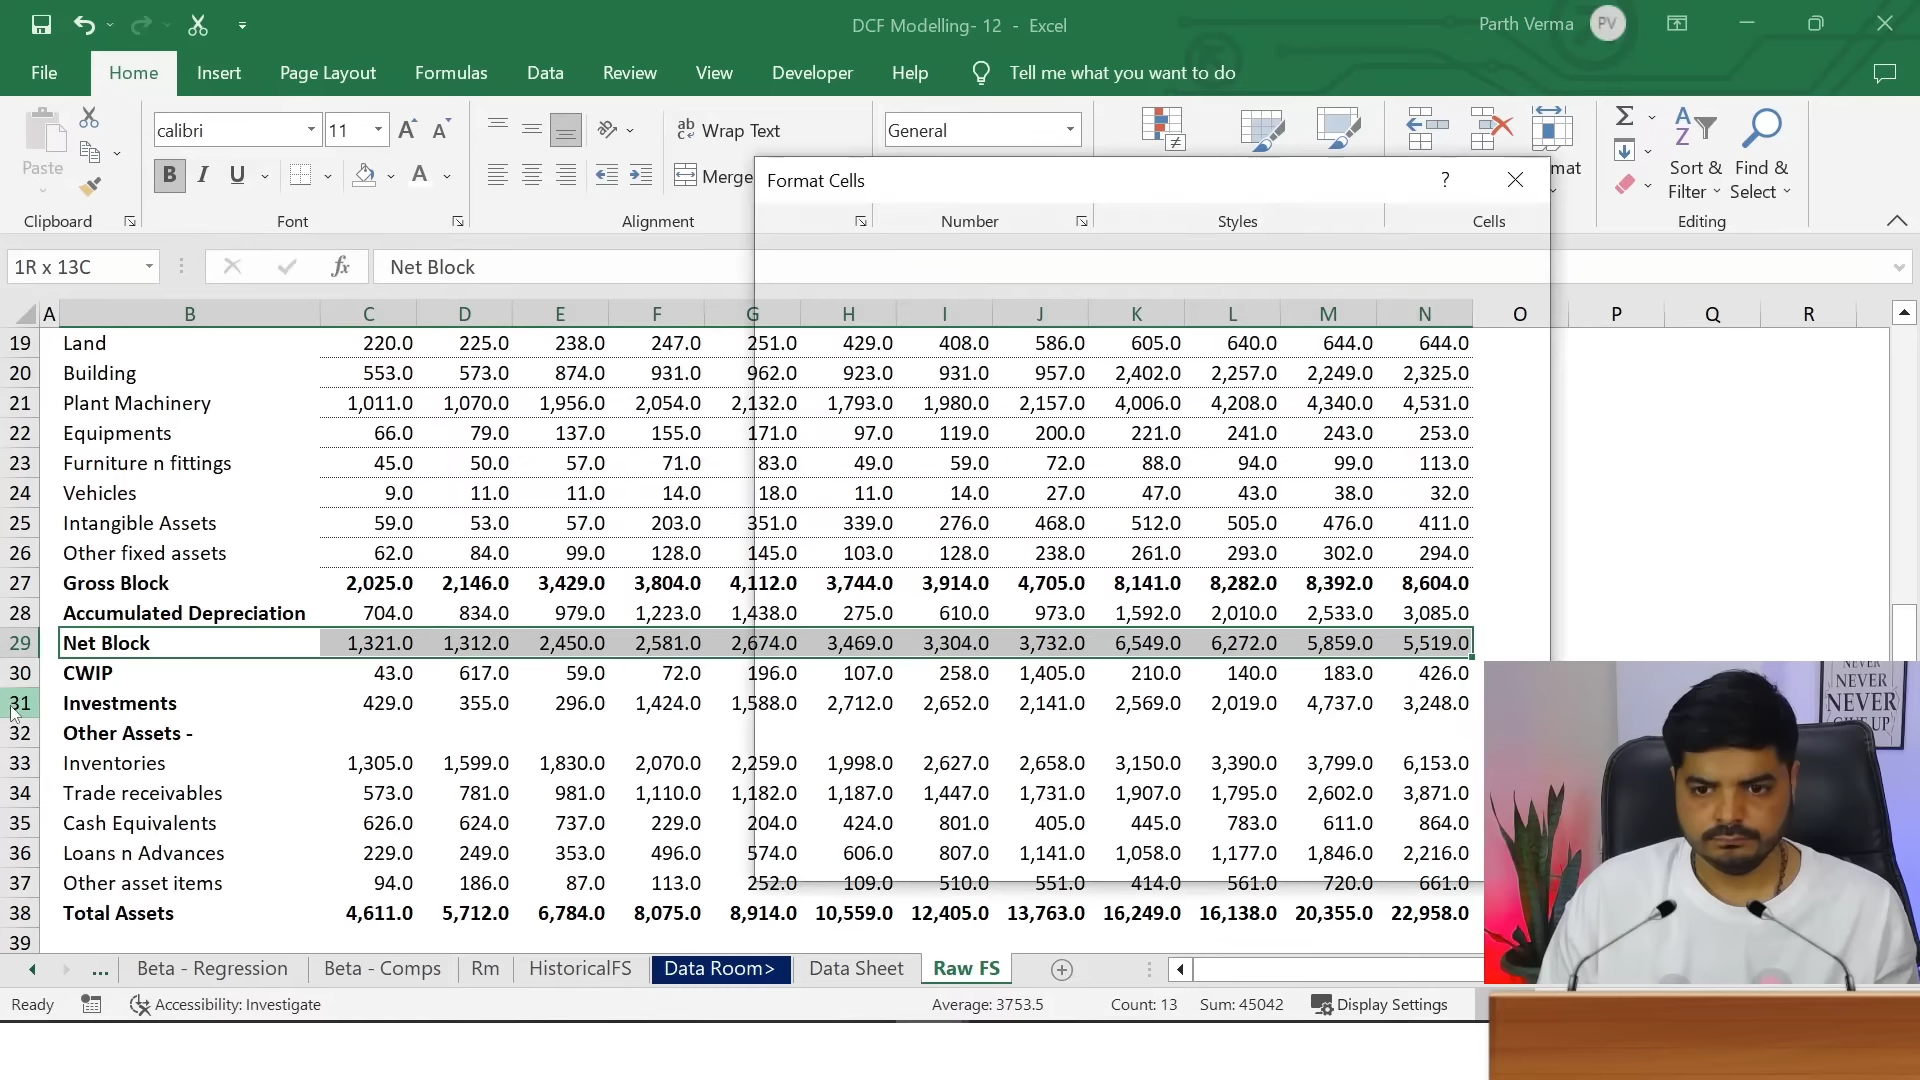 DCF Modelling- 12 - Excel
Parth Verma
PV
File Home Insert Page Layout Formulas Data Review View Developer Help Tell me what you want to do
Paste
calibri 11
ab Wrap Text
General
B I U
Merge
Format Cells ?
mat
Sort & Filter
Find & Select
Clipboard Font Alignment Number Styles Cells Editing
1R x 13C fx Net Block
A B C D E F G H I J K L M N O P Q R
19 Land 220.0 225.0 238.0 247.0 251.0 429.0 408.0 586.0 605.0 640.0 644.0 644.0
20 Building 553.0 573.0 874.0 931.0 962.0 923.0 931.0 957.0 2,402.0 2,257.0 2,249.0 2,325.0
21 Plant Machinery 1,011.0 1,070.0 1,956.0 2,054.0 2,132.0 1,793.0 1,980.0 2,157.0 4,006.0 4,208.0 4,340.0 4,531.0
22 Equipments 66.0 79.0 137.0 155.0 171.0 97.0 119.0 200.0 221.0 241.0 243.0 253.0
23 Furniture n fittings 45.0 50.0 57.0 71.0 83.0 49.0 59.0 72.0 88.0 94.0 99.0 113.0
24 Vehicles 9.0 11.0 11.0 14.0 18.0 11.0 14.0 27.0 47.0 43.0 38.0 32.0
25 Intangible Assets 59.0 53.0 57.0 203.0 351.0 339.0 276.0 468.0 512.0 505.0 476.0 411.0
26 Other fixed assets 62.0 84.0 99.0 128.0 145.0 103.0 128.0 238.0 261.0 293.0 302.0 294.0
27 Gross Block 2,025.0 2,146.0 3,429.0 3,804.0 4,112.0 3,744.0 3,914.0 4,705.0 8,141.0 8,282.0 8,392.0 8,604.0
28 Accumulated Depreciation 704.0 834.0 979.0 1,223.0 1,438.0 275.0 610.0 973.0 1,592.0 2,010.0 2,533.0 3,085.0
29 Net Block 1,321.0 1,312.0 2,450.0 2,581.0 2,674.0 3,469.0 3,304.0 3,732.0 6,549.0 6,272.0 5,859.0 5,519.0
30 CWIP 43.0 617.0 59.0 72.0 196.0 107.0 258.0 1,405.0 210.0 140.0 183.0 426.0
31 Investments 429.0 355.0 296.0 1,424.0 1,588.0 2,712.0 2,652.0 2,141.0 2,569.0 2,019.0 4,737.0 3,248.0
32 Other Assets -
33 Inventories 1,305.0 1,599.0 1,830.0 2,070.0 2,259.0 1,998.0 2,627.0 2,658.0 3,150.0 3,390.0 3,799.0 6,153.0
34 Trade receivables 573.0 781.0 981.0 1,110.0 1,182.0 1,187.0 1,447.0 1,731.0 1,907.0 1,795.0 2,602.0 3,871.0
35 Cash Equivalents 626.0 624.0 737.0 229.0 204.0 424.0 801.0 405.0 445.0 783.0 611.0 864.0
36 Loans n Advances 229.0 249.0 353.0 496.0 574.0 606.0 807.0 1,141.0 1,058.0 1,177.0 1,846.0 2,216.0
37 Other asset items 94.0 186.0 87.0 113.0 252.0 109.0 510.0 551.0 414.0 561.0 720.0 661.0
38 Total Assets 4,611.0 5,712.0 6,784.0 8,075.0 8,914.0 10,559.0 12,405.0 13,763.0 16,249.0 16,138.0 20,355.0 22,958.0
39
NEVER
NEVER
NEVER
GIVE UP
... Beta - Regression Beta - Comps Rm HistoricalFS Data Room> Data Sheet Raw FS
Ready Accessibility: Investigate Average: 3753.5 Count: 13 Sum: 45042 Display Settings